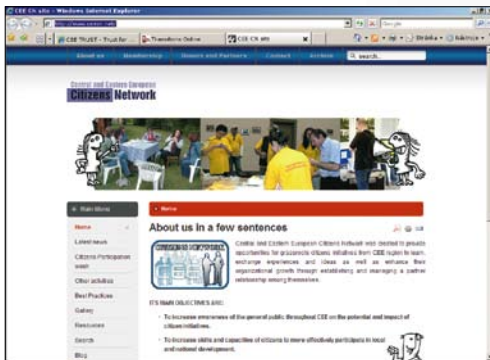 CEE CN site - Windows Internet Explorer
Google
CEE TRUST - Trust for ... Transitions Online CEE CN site
About us Membership Donors and Partners Contact Archive search...
Central and Eastern European
Citizens Network
Main Menu
Home
Home
Latest news
Citizens Participation
week
Other activities
Best Practices
Gallery
Resources
Search
Blog
About us in a few sentences
Central and Eastern European Citizens Network was created to provide
opportunities for grassroots citizens initiatives from CEE region to learn,
exchange experiences and ideas as well as enhance their
organizational growth through establishing and managing a partner
relationship among themselves.
ITS MAIN OBJECTIVES ARE:
To increase awareness of the general public throughout CEE on the potential and impact of
citizen initiatives.
To increase skills and capacities of citizens to more effectively participate in local
and national development.